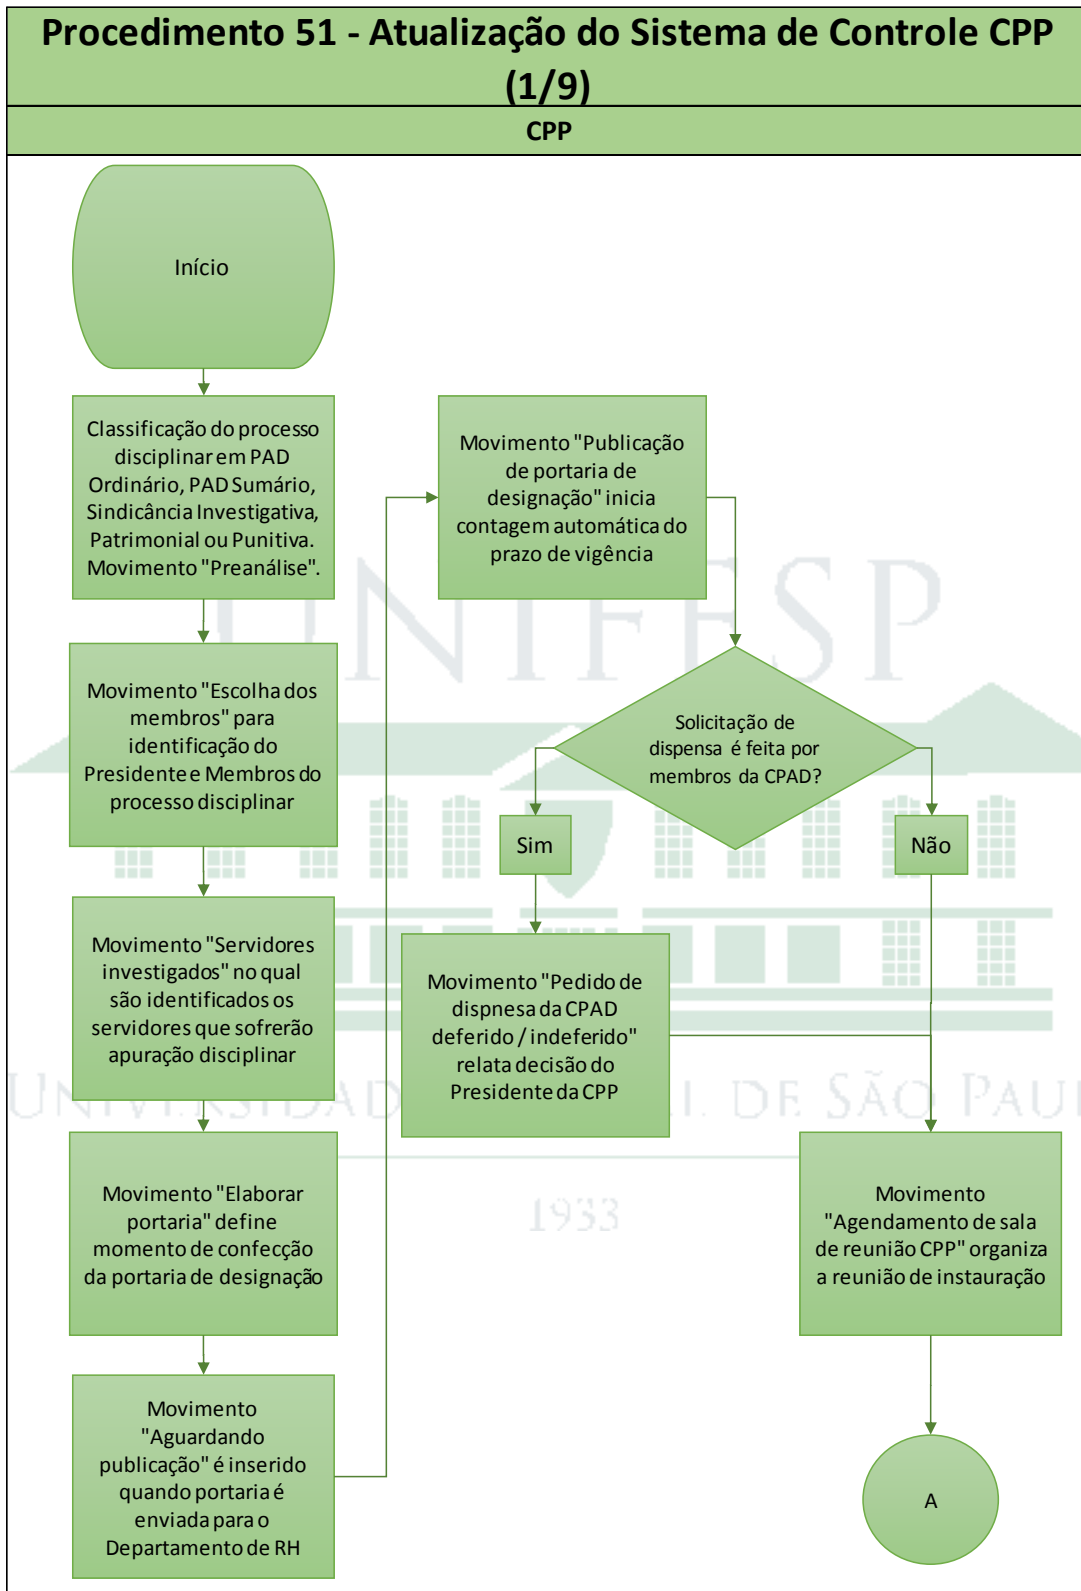 Procedimento 51 - Atualização do Sistema de Controle CPP
(1/9)
CPP
Início
Classificação do processo
disciplinar em PAD
Ordinário, PAD Sumário,
Sindicância Investigativa,
Patrimonial ou Punitiva.
Movimento "Preanálise".
Movimento "Escolha dos
membros" para
identificação do
Presidente e Membros do
processo disciplinar
Movimento "Servidores
investigados" no qual
são identificados os
servidores que sofrerão
apuração disciplinar
Movimento "Elaborar
portaria" define
momento de confecção
da portaria de designação
Movimento
"Aguardando
publicação" é inserido
quando portaria é
enviada para o
Departamento de RH
Movimento "Publicação
de portaria de
designação" inicia
contagem automática do
prazo de vigência
Solicitação de
dispensa é feita por
membros da CPAD?
Sim
Não
Movimento "Pedido de
dispnesa da CPAD
deferido / indeferido"
relata decisão do
Presidente da CPP
Movimento
"Agendamento de sala
de reunião CPP" organiza
a reunião de instauração
A
UNIFESP
UNIVERSIDAD L DE SÃO PAUL
1933